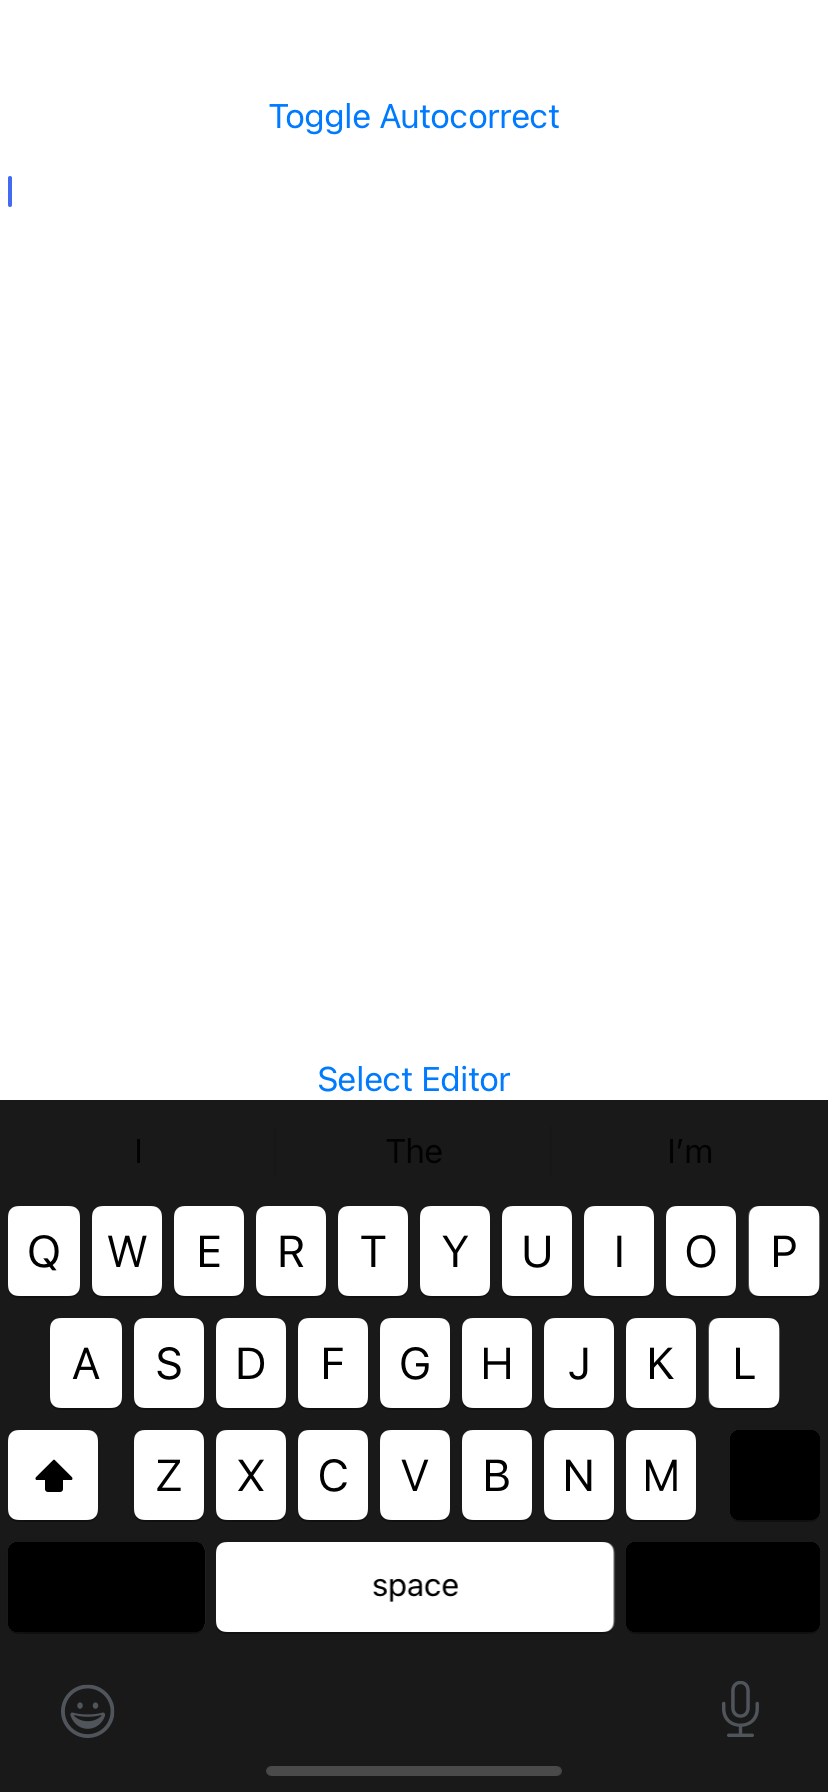 Toggle Autocorrect
Select Editor
I The I’m
Q W E R T Y U I O P
A S D F G H J K L
Z X C V B N M
space